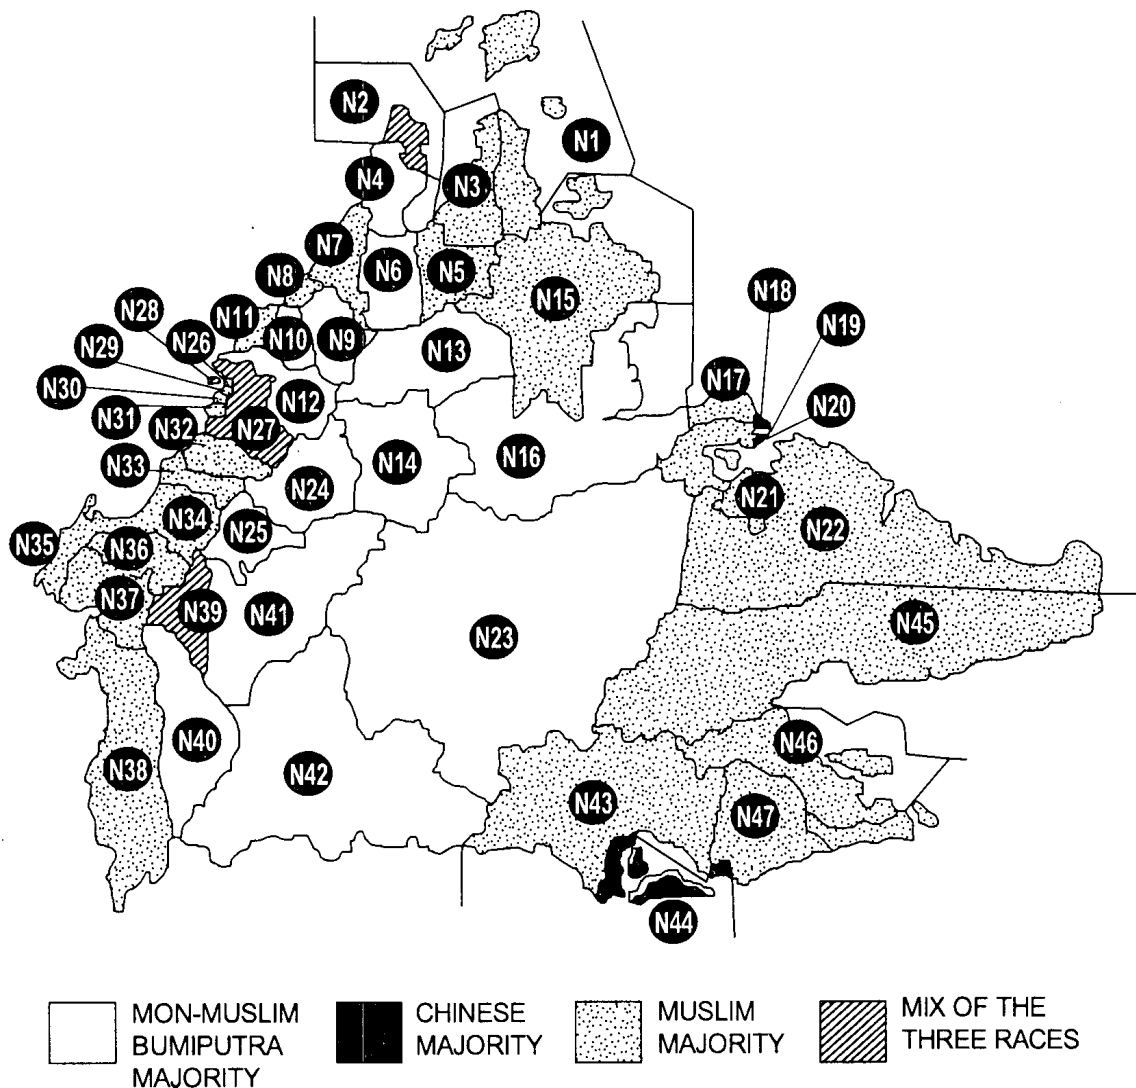 N2
N1
N4
N3
N7
N6
N5
N8
N15
N18
N28
N11
N10
N9
N19
N26
N29
N13
N17
N30
N12
N20
N31
N32
N27
N33
N14
N16
N24
N21
N34
N25
N22
N35
N36
N37
N39
N41
N23
N45
N40
N46
N38
N42
N43
N47
N44
MON-MUSLIM
BUMIPUTRA
MAJORITY
CHINESE
MAJORITY
MUSLIM
MAJORITY
MIX OF THE
THREE RACES